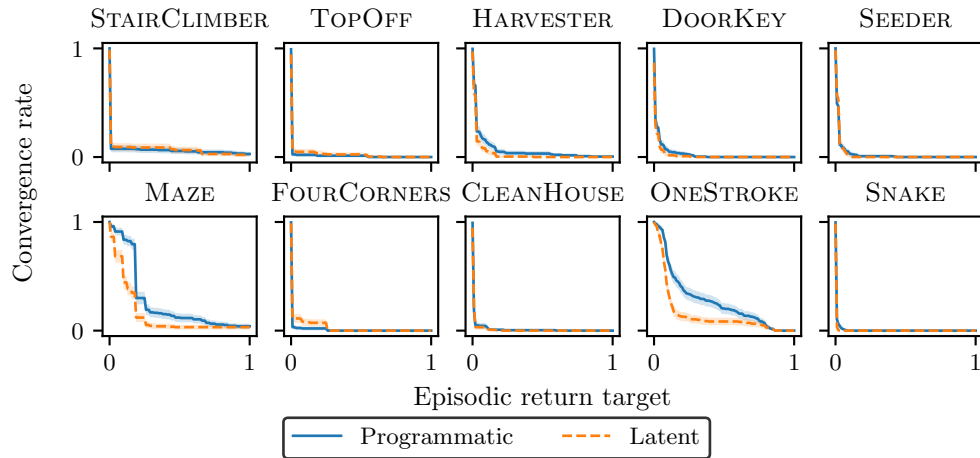 STAIRCLIMBER TOPOFF HARVESTER DOORKEY SEEDER
1
0
MAZE FOURCORNERS CLEANHOUSE ONESTROKE SNAKE
1
0
0 1 0 1 0 1 0 1 0 1
Convergence rate
Episodic return target
Programmatic Latent